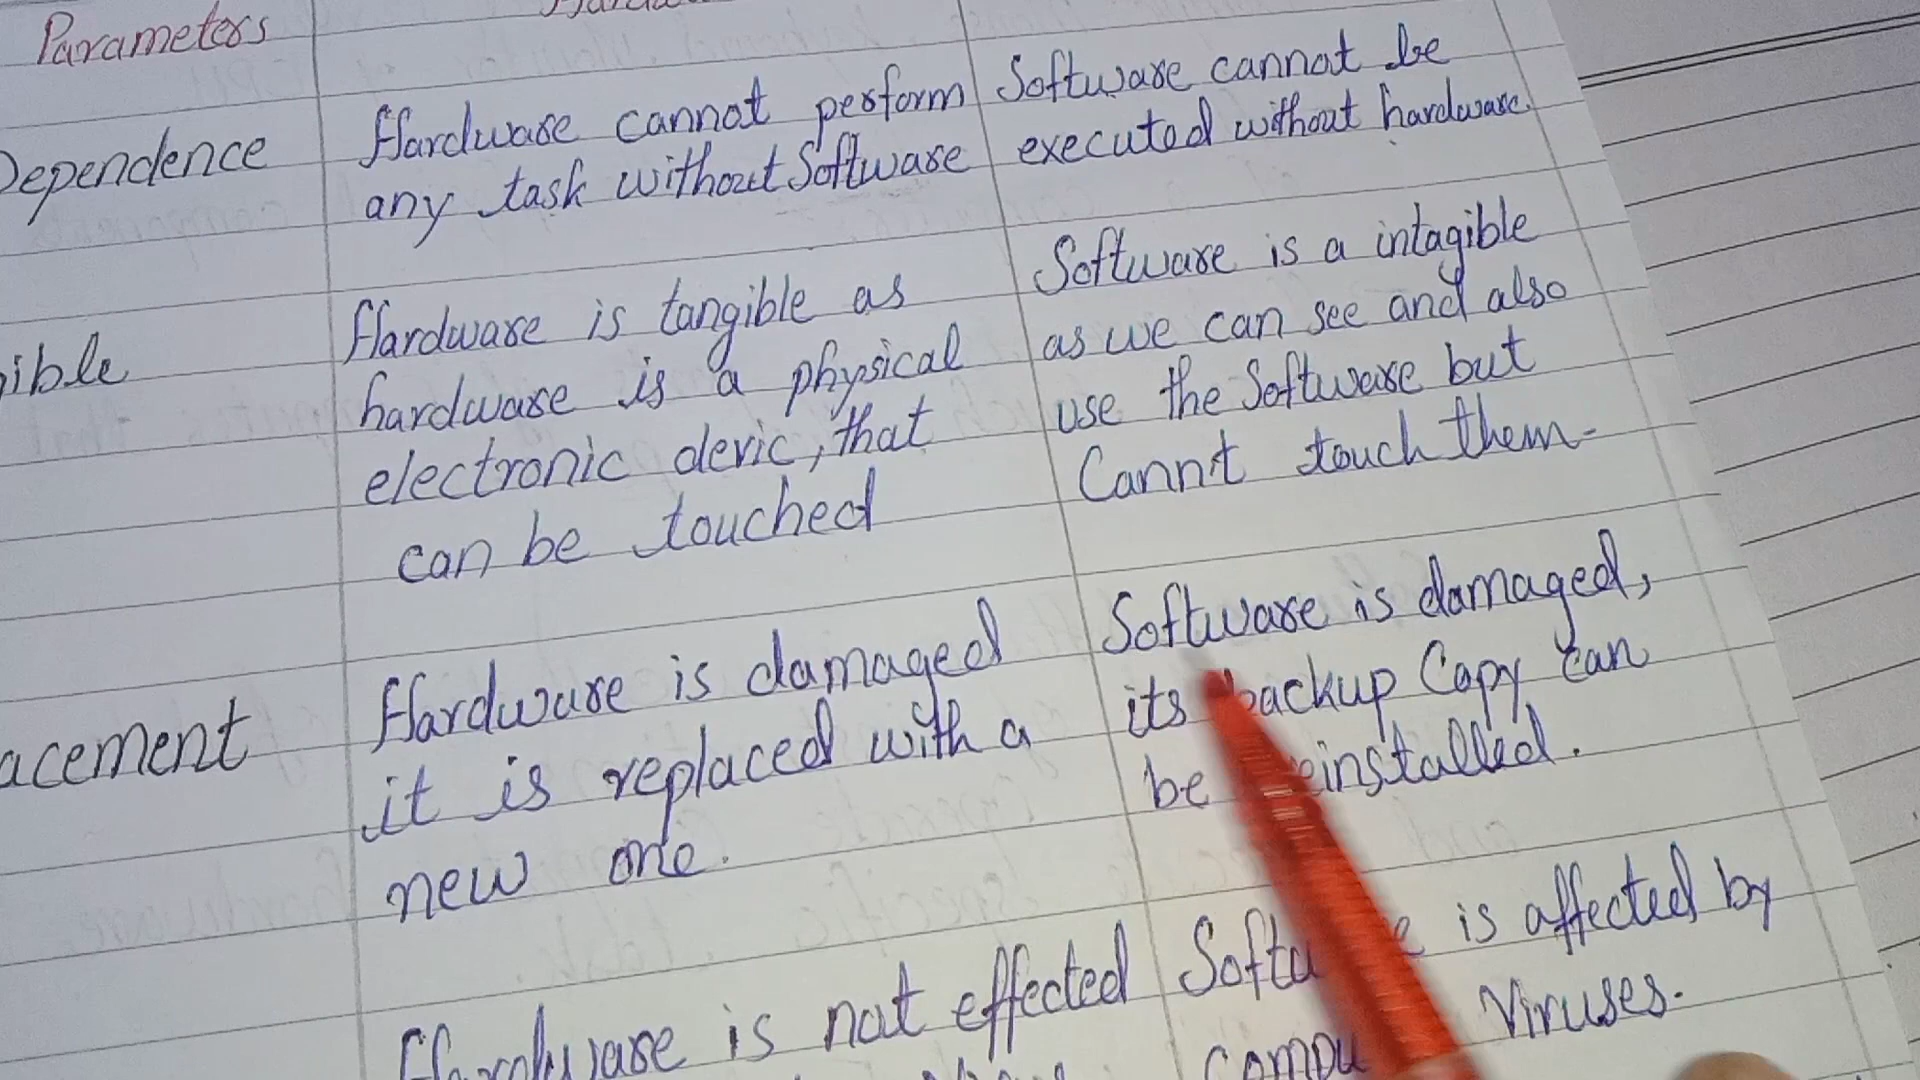 Parameters
Dependence
Hardware cannot perform
any task without Software
Software cannot be
executed without hardware.
ible
Hardware is tangible as
hardware is a physical
electronic devic, that
can be touched
Software is a intagible
as we can see and also
use the Software but
Cannt touch them-
acement
Hardware is damaged
it is replaced with a
new one.
Software is damaged,
its backup Copy can
be reinstalled.
Hardware is not effected
is affected by
Viruses.